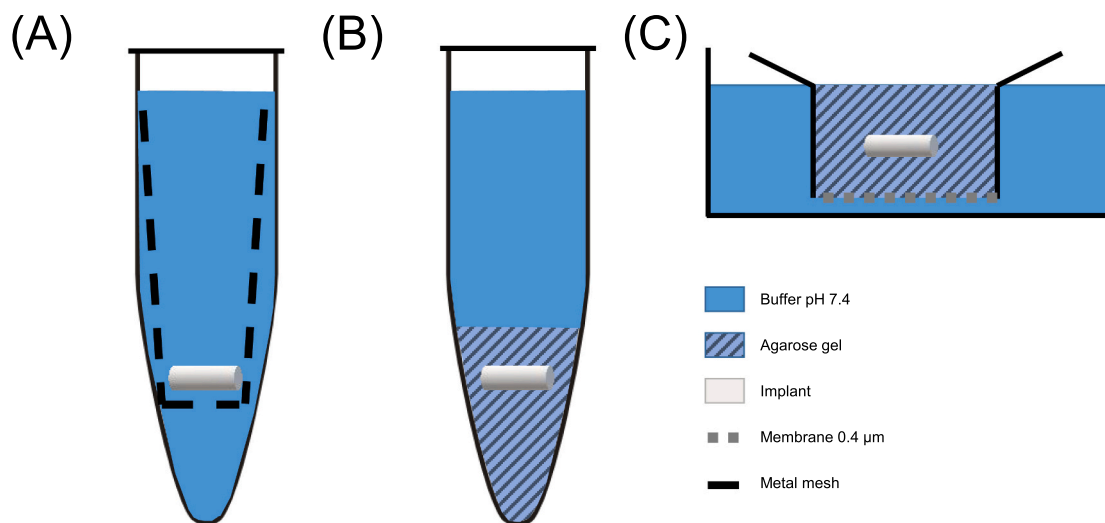 (A)
(B)
(C)
Buffer pH 7.4
Agarose gel
Implant
Membrane 0.4 µm
Metal mesh